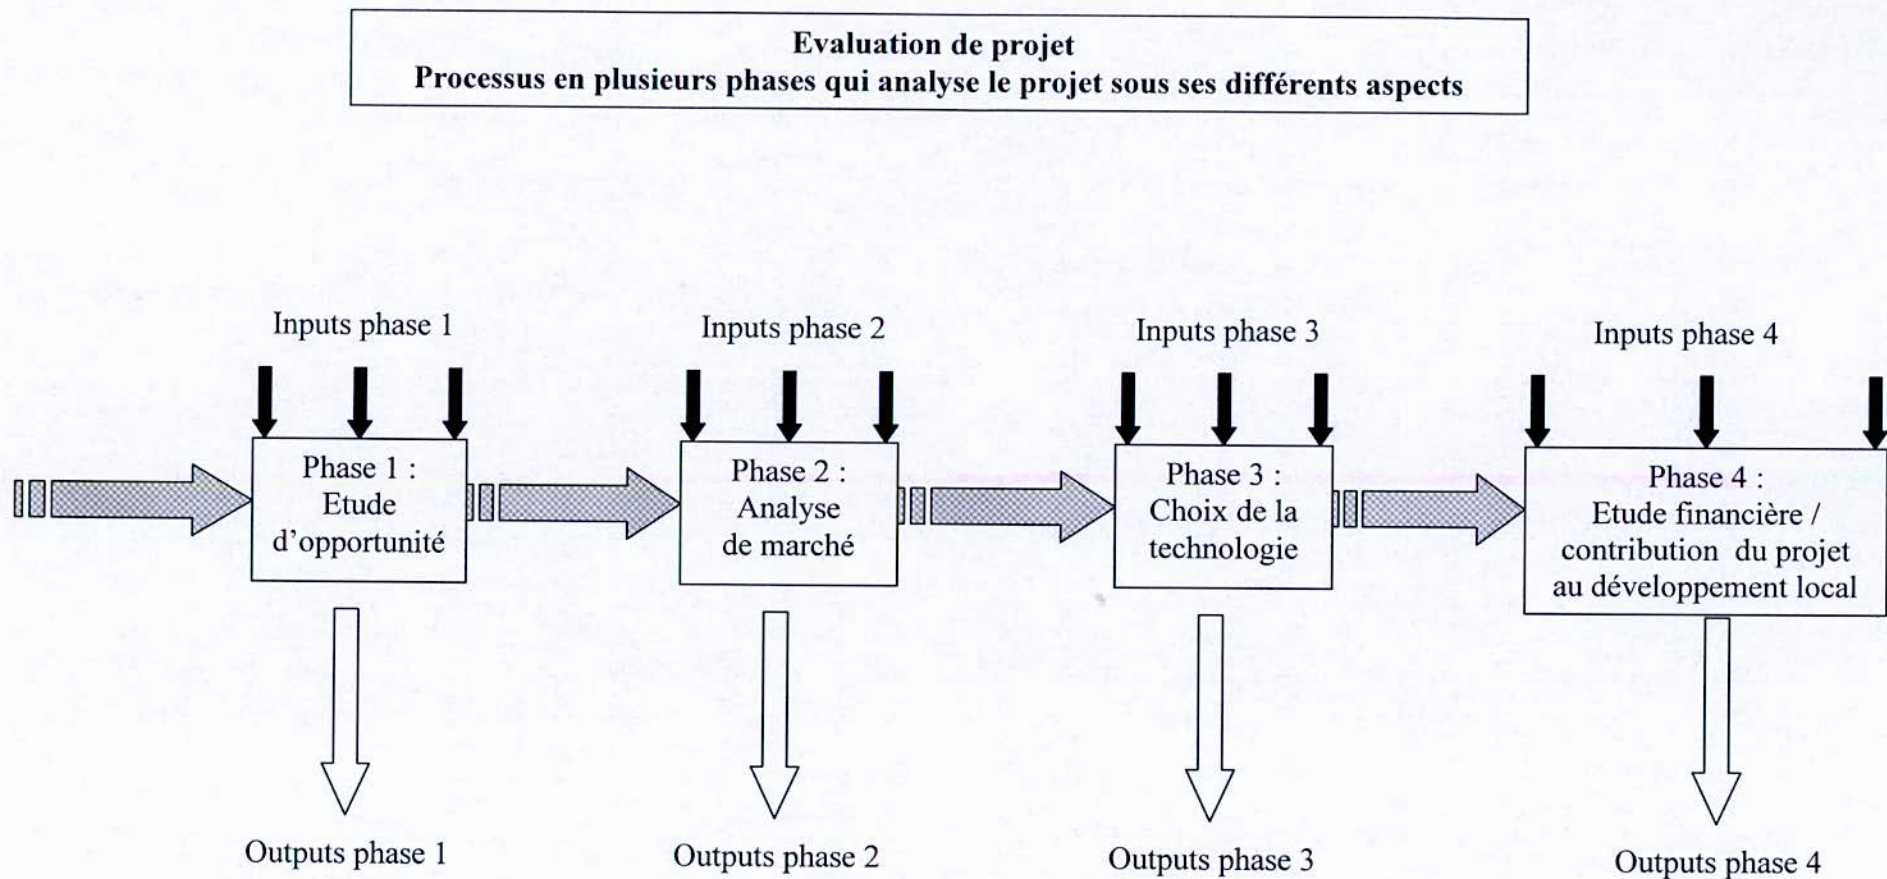 Evaluation de projet
Processus en plusieurs phases qui analyse le projet sous ses différents aspects
Inputs phase 1
Inputs phase 2
Inputs phase 3
Inputs phase 4
Phase 1 :
Etude
d’opportunité
Phase 2 :
Analyse
de marché
Phase 3 :
Choix de la
technologie
Phase 4 :
Etude financière /
contribution du projet
au développement local
Outputs phase 1
Outputs phase 2
Outputs phase 3
Outputs phase 4